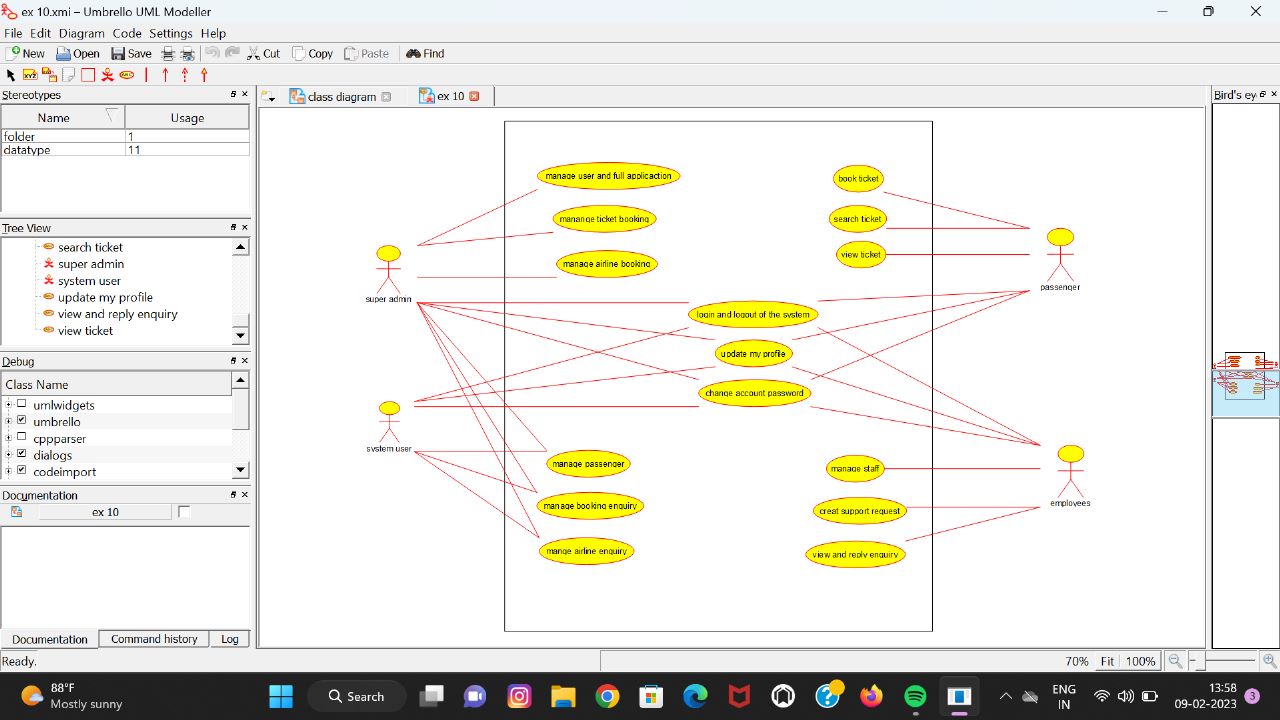 ex 10.xmi – Umbrello UML Modeller
File Edit Diagram Code Settings Help
New Open Save Cut Copy Paste Find
Stereotypes
Name Usage
folder 1
datatype 11
Tree View
search ticket
super admin
system user
update my profile
view and reply enquiry
view ticket
Debug
Class Name
umlwidgets
umbrello
cppparser
dialogs
codeimport
Documentation
ex 10
Documentation Command history Log
class diagram ex 10
Bird's ey
manage user and full applicaction
manange ticket booking
manage airline booking
book ticket
search ticket
view ticket
super admin
passenger
login and logout of the system
update my profile
change account password
system user
manage passenger
manage booking enquiry
mange airline enquiry
manage staff
creat support request
view and reply enquiry
employees
Ready.
70% Fit 100%
88°F
Mostly sunny
Search
ENG
IN
13:58
09-02-2023
3